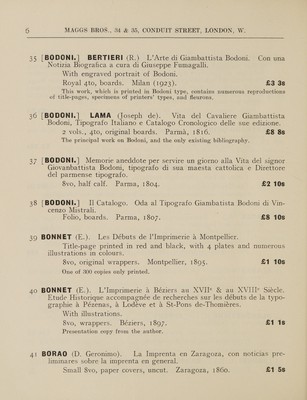 6 MAGGS BROS., 34 & 35, CONDUIT STREET, LONDON, W.
35 [BODONI.] BERTIERI (R.) L'Arte di Giambattista Bodoni. Con una
Notizia Biografica a cura di Giuseppe Fumagalli.
With engraved portrait of Bodoni.
Royal 4to, boards. Milan (1923). £3 3s
This work, which is printed in Bodoni type, contains numerous reproductions
of title-pages, specimens of printers' types, and fleurons.
36 [BODONI.] LAMA (Joseph de). Vita del Cavaliere Giambattista
Bodoni, Tipografo Italiano e Catalogo Cronologico delle sue edizione.
2 vols., 4to, original boards. Parma, 1816. £8 8s
The principal work on Bodoni, and the only existing bibliography.
37 [BODONI.] Memorie aneddote per servire un giorno alla Vita del signor
Giovanbattista Bodoni, tipografo di sua maesta cattolica e Direttore
del parmense tipografo.
8vo, half calf. Parma, 1804. £2 10s
38 [BODONI.] Il Catalogo. Oda al Tipografo Giambatista Bodoni di Vin-
cenzo Mistrali.
Folio, boards. Parma, 1807. £8 10s
39 BONNET (E.). Les Débuts de l'Imprimerie à Montpellier.
Title-page printed in red and black, with 4 plates and numerous
illustrations in colours.
8vo, original wrappers. Montpellier, 1895. £1 10s
One of 300 copies only printed.
40 BONNET (E.). L'Imprimerie à Béziers au XVIIe & au XVIIIe Siècle.
Etude Historique accompagnée de recherches sur les débuts de la typo-
graphie à Pézenas, à Lodève et à St-Pons de-Thomières.
With illustrations.
8vo, wrappers. Béziers, 1897. £1 1s
Presentation copy from the author.
41 BORAO (D. Geronimo). La Imprenta en Zaragoza, con noticias pre-
liminares sobre la imprenta en general.
Small 8vo, paper covers, uncut. Zaragoza, 1860. £1 5s